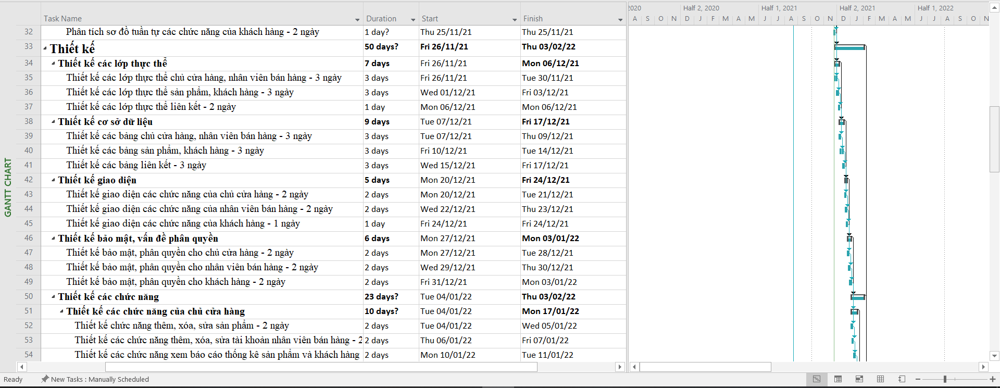 2020 Half 2, 2020 Half 1, 2021 Half 2, 2021 Half 1, 2022
Task Name Duration Start Finish A S O N D J F M A M J J A S N D J F M A M J J A S O N
32 Phân tích sơ đồ tuần tự các chức năng của khách hàng - 2 ngày 1 day? Thu 25/11/21 Thu 25/11/21
33 Thiết kế 50 days? Fri 26/11/21 Thu 03/02/22
34 Thiết kế các lớp thực thể 7 days Fri 26/11/21 Mon 06/12/21
35 Thiết kế các lớp thực thể chủ cửa hàng, nhân viên bán hàng - 3 ngày 3 days Fri 26/11/21 Tue 30/11/21
36 Thiết kế các lớp thực thể sản phẩm, khách hàng - 3 ngày 3 days Wed 01/12/21 Fri 03/12/21
37 Thiết kế các lớp thực thể liên kết - 2 ngày 1 day Mon 06/12/21 Mon 06/12/21
38 Thiết kế cơ sở dữ liệu 9 days Tue 07/12/21 Fri 17/12/21
39 Thiết kế các bảng chủ cửa hàng, nhân viên bán hàng - 3 ngày 3 days Tue 07/12/21 Thu 09/12/21
40 Thiết kế các bảng sản phẩm, khách hàng - 3 ngày 3 days Fri 10/12/21 Tue 14/12/21
41 Thiết kế các bảng liên kết - 3 ngày 3 days Wed 15/12/21 Fri 17/12/21
42 Thiết kế giao diện 5 days Mon 20/12/21 Fri 24/12/21
43 Thiết kế giao diện các chức năng của chủ cửa hàng - 2 ngày 2 days Mon 20/12/21 Tue 21/12/21
44 Thiết kế giao diện các chức năng của nhân viên bán hàng - 2 ngày 2 days Wed 22/12/21 Thu 23/12/21
45 Thiết kế giao diện các chức năng của khách hàng - 1 ngày 1 day Fri 24/12/21 Fri 24/12/21
46 Thiết kế bảo mật, vấn đề phân quyền 6 days Mon 27/12/21 Mon 03/01/22
47 Thiết kế bảo mật, phân quyền cho chủ cửa hàng - 2 ngày 2 days Mon 27/12/21 Tue 28/12/21
48 Thiết kế bảo mật, phân quyền cho nhân viên bán hàng - 2 ngày 2 days Wed 29/12/21 Thu 30/12/21
49 Thiết kế bảo mật, phân quyền cho khách hàng - 2 ngày 2 days Fri 31/12/21 Mon 03/01/22
50 Thiết kế các chức năng 23 days? Tue 04/01/22 Thu 03/02/22
51 Thiết kế các chức năng của chủ cửa hàng 10 days? Tue 04/01/22 Mon 17/01/22
52 Thiết kế chức năng thêm, xóa, sửa sản phẩm - 2 ngày 2 days Tue 04/01/22 Wed 05/01/22
53 Thiết kế các chức năng thêm, xóa, sửa tài khoản nhân viên bán hàng - 2 2 days Thu 06/01/22 Fri 07/01/22
54 Thiết kế các chức năng xem báo cáo thống kê sản phẩm và khách hàng 2 days Mon 10/01/22 Tue 11/01/22
GANTT CHART
Ready New Tasks : Manually Scheduled